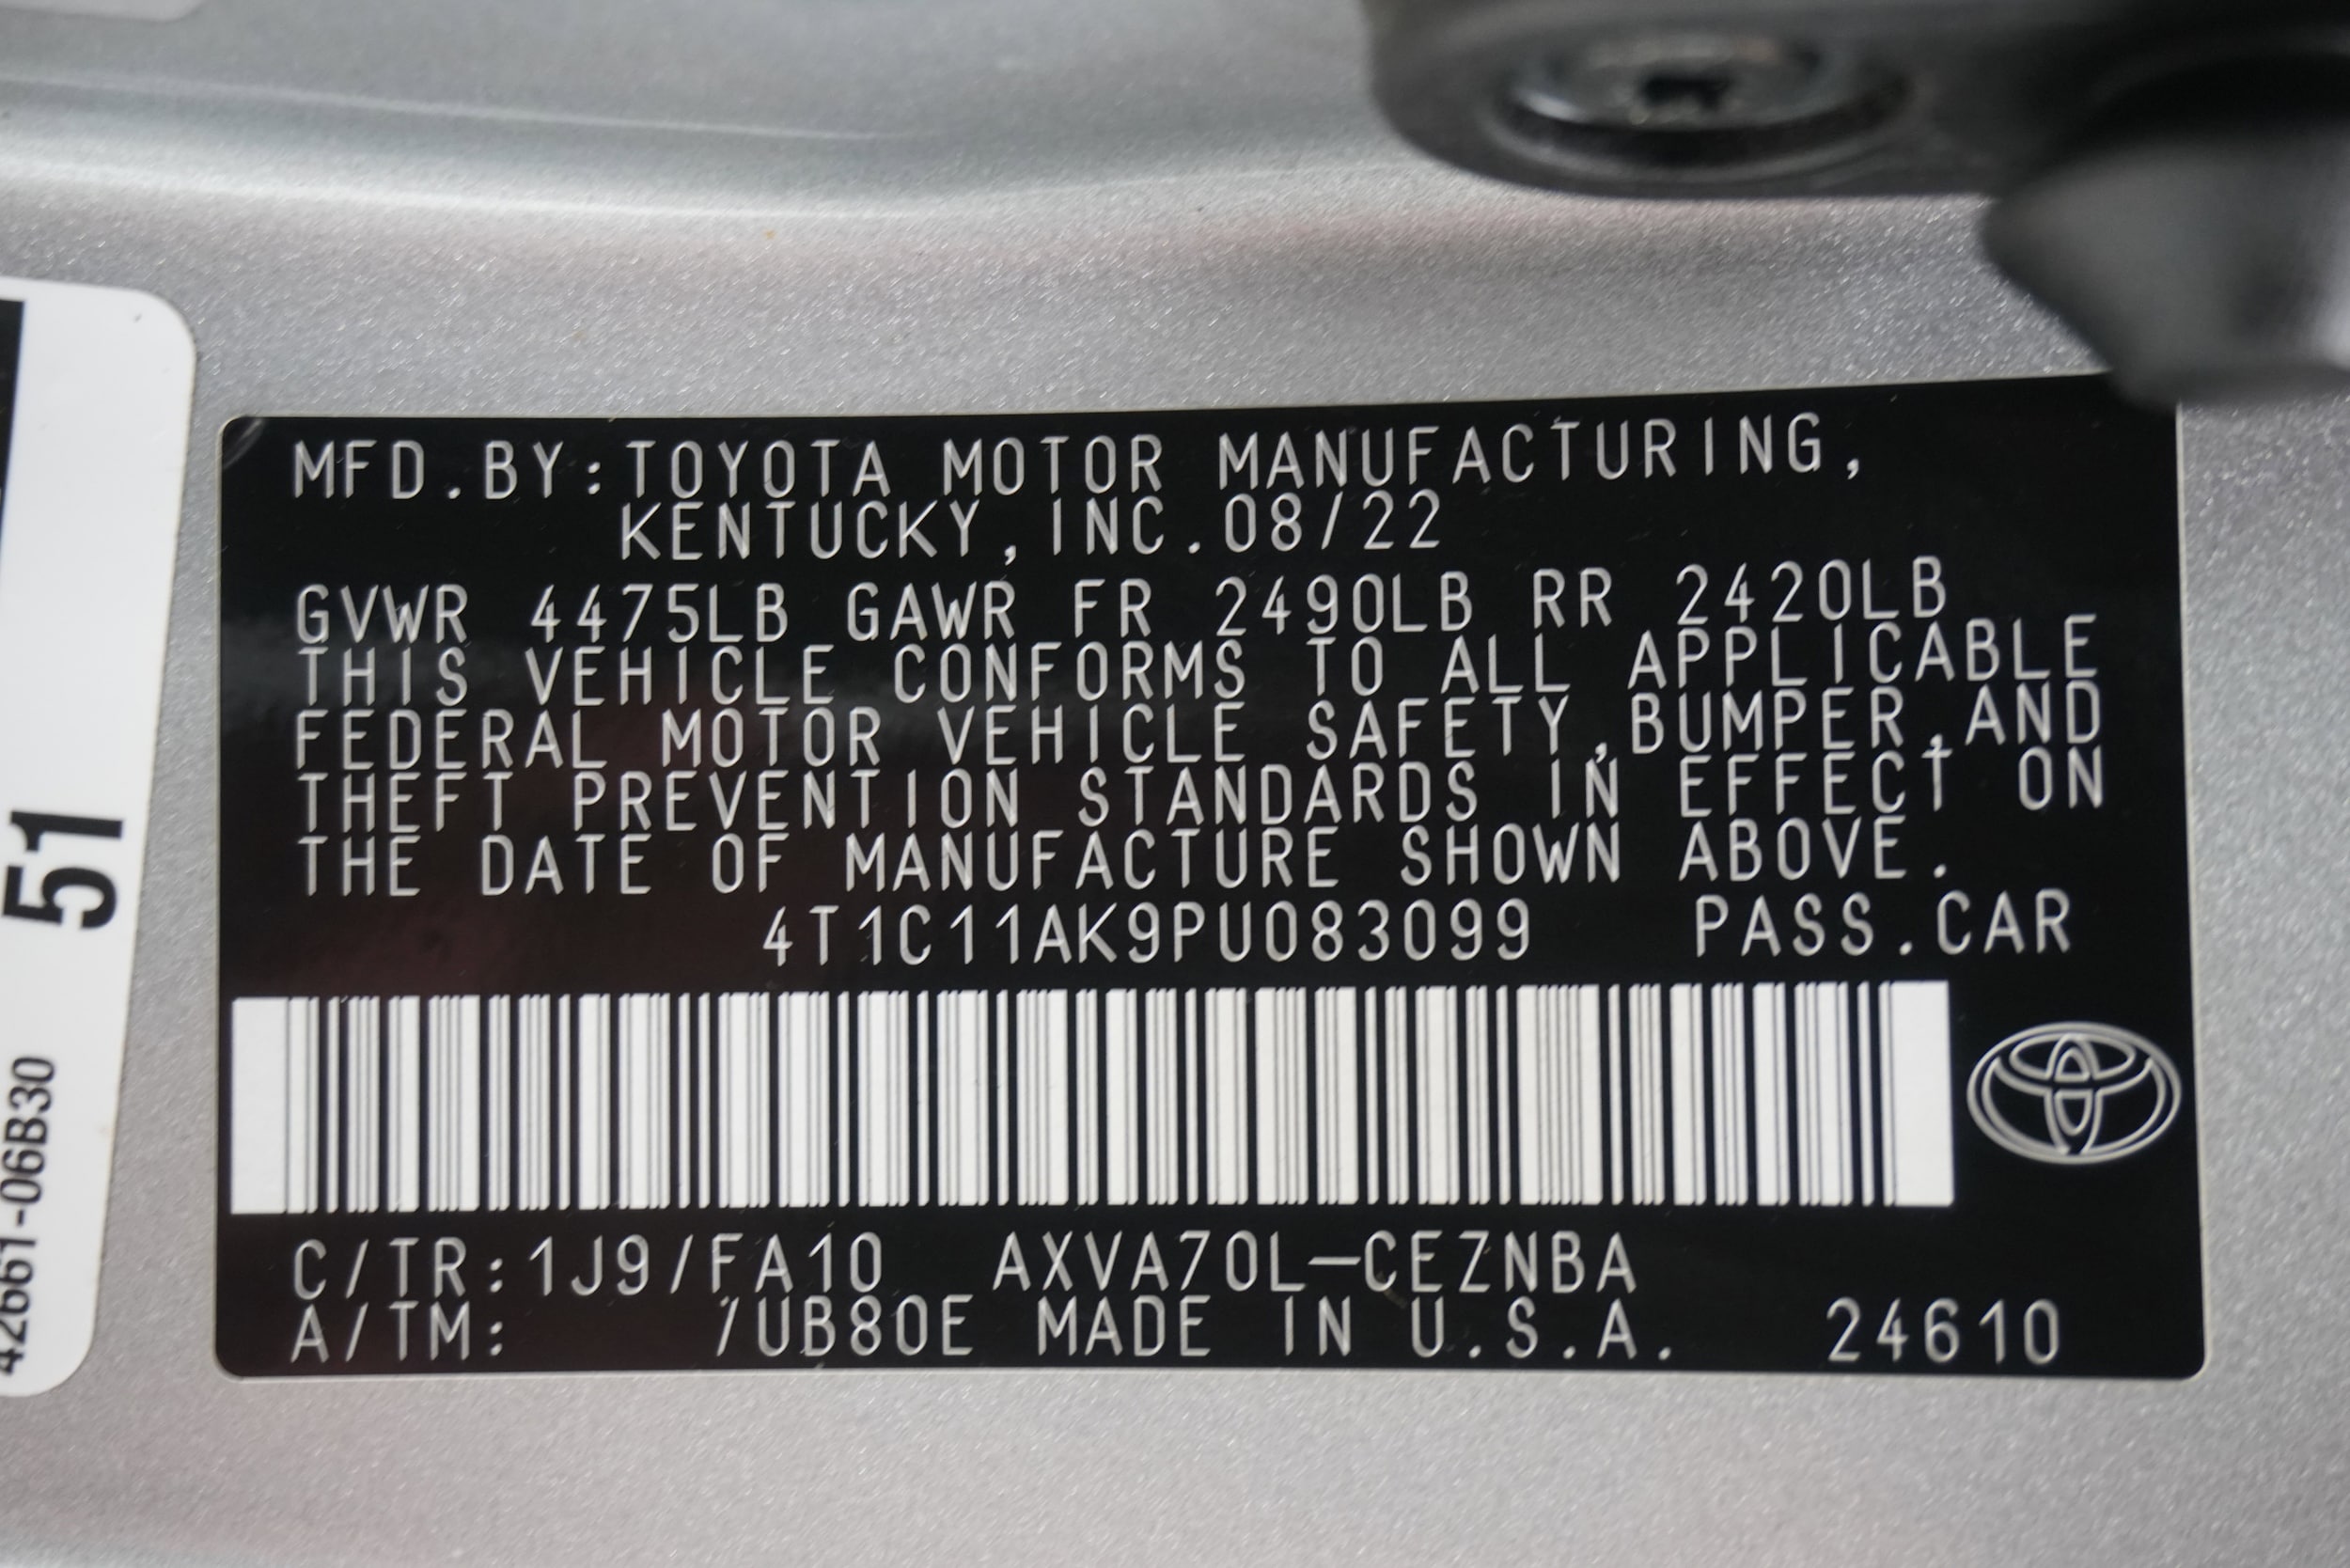 MFD.BY:TOYOTA MOTOR MANUFACTURING,
KENTUCKY,INC.08/22
GVWR 4475LB GAWR FR 2490LB RR 2420LB
THIS VEHICLE CONFORMS TO ALL APPLICABLE
FEDERAL MOTOR VEHICLE SAFETY,BUMPER,AND
THEFT PREVENTION STANDARDS IN EFFECT ON
THE DATE OF MANUFACTURE SHOWN ABOVE.
4T1C11AK9PU083099 PASS.CAR
C/TR:1J9/FA10 AXVA70L-CEZNBA
A/TM: /UB80E MADE IN U.S.A. 24610
51
42661-06B30